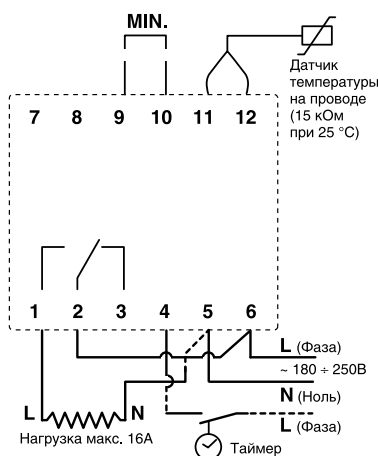 MIN.
Датчик
температуры
на проводе
(15 кОм
при 25 °C)
7 8 9 10 11 12
1 2 3 4 5 6
L (Фаза)
~ 180 ÷ 250В
N (Ноль)
L N
L (Фаза)
Нагрузка макс. 16А
Таймер